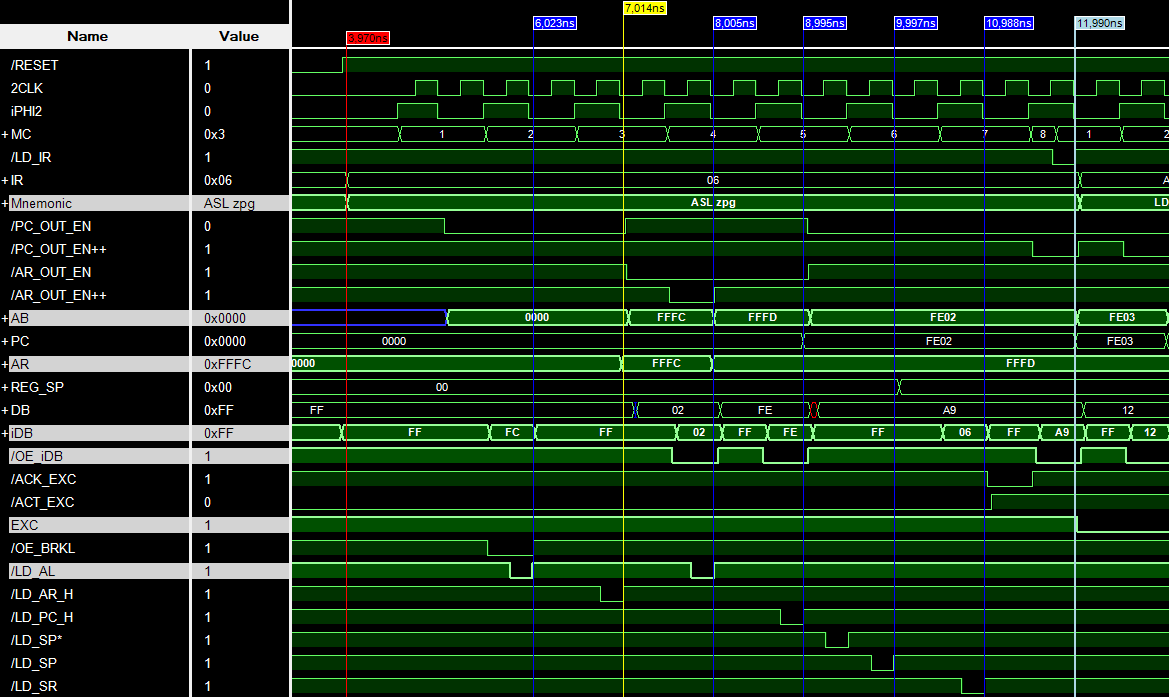 7,014ns
6,023ns 8,005ns 8,995ns 9,997ns 10,988ns 11,990ns
Name Value 3,970ns
/RESET 1
2CLK 0
iPHI2 0
+MC 0x3 1 2 3 4 5 6 7 8 1 2
/LD_IR 1
+IR 0x06 06 A
+Mnemonic ASL zpg ASL zpg LD
/PC_OUT_EN 0
/PC_OUT_EN++ 1
/AR_OUT_EN 1
/AR_OUT_EN++ 1
+AB 0x0000 0000 FFFC FFFD FE02 FE03
+PC 0x0000 0000 FE02 FE03
+AR 0xFFFC 0000 FFFC FFFD
+REG_SP 0x00 00
+DB 0xFF FF 02 FE A9 12
+iDB 0xFF FF FC FF 02 FF FE FF 06 FF A9 FF 12
/OE_iDB 1
/ACK_EXC 1
/ACT_EXC 0
EXC 1
/OE_BRKL 1
/LD_AL 1
/LD_AR_H 1
/LD_PC_H 1
/LD_SP* 1
/LD_SP 1
/LD_SR 1